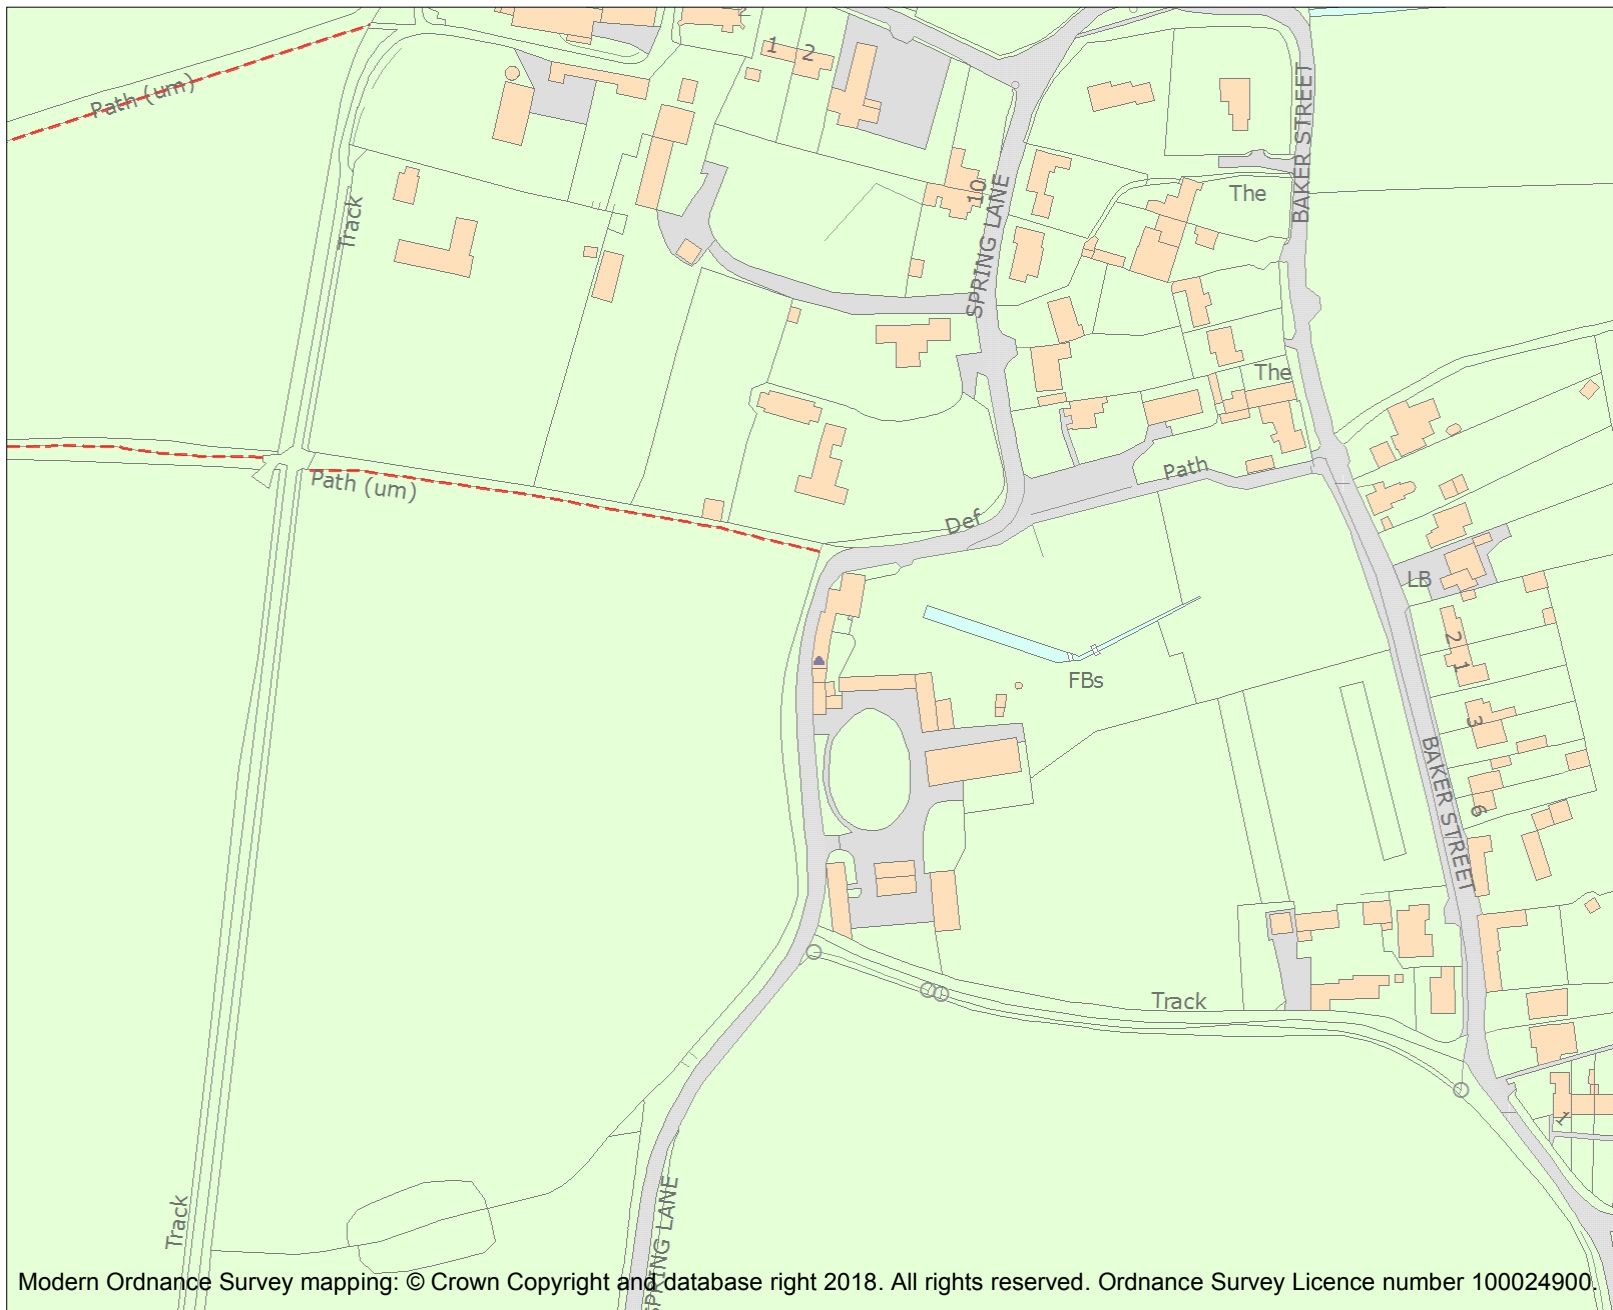 1
2
Path (um)
BAKER STREET
10
The
Track
SPRING LANE
The
Path
Path (um)
Def
LB
2
1
FBs
3
BAKER STREET
6
Track
1
Track
SPRING LANE
Modern Ordnance Survey mapping: © Crown Copyright and database right 2018. All rights reserved. Ordnance Survey Licence number 100024900.